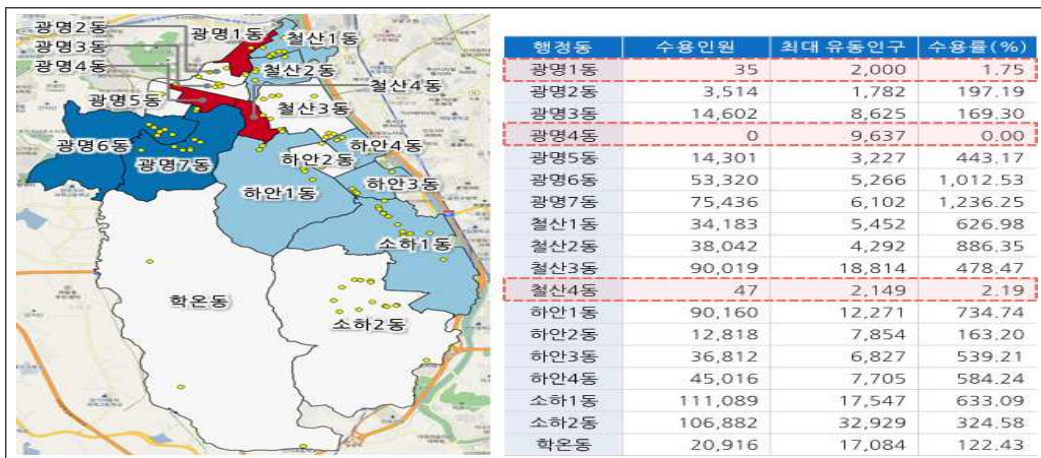 광명2동
광명3동
광명4동
광명1동
철산1동
철산2동
철산4동
광명5동
철산3동
광명6동
광명7동
하안2동
하안4동
하안1동
하안3동
소하1동
학온동
소하2동
행정동 수용인원 최대 유동인구 수용률(%)
광명1동 35 2,000 1.75
광명2동 3,514 1,782 197.19
광명3동 14,602 8,625 169.30
광명4동 0 9,637 0.00
광명5동 14,301 3,227 443.17
광명6동 53,320 5,266 1,012.53
광명7동 75,436 6,102 1,236.25
철산1동 34,183 5,452 626.98
철산2동 38,042 4,292 886.35
철산3동 90,019 18,814 478.47
철산4동 47 2,149 2.19
하안1동 90,160 12,271 734.74
하안2동 12,818 7,854 163.20
하안3동 36,812 6,827 539.21
하안4동 45,016 7,705 584.24
소하1동 111,089 17,547 633.09
소하2동 106,882 32,929 324.58
학온동 20,916 17,084 122.43